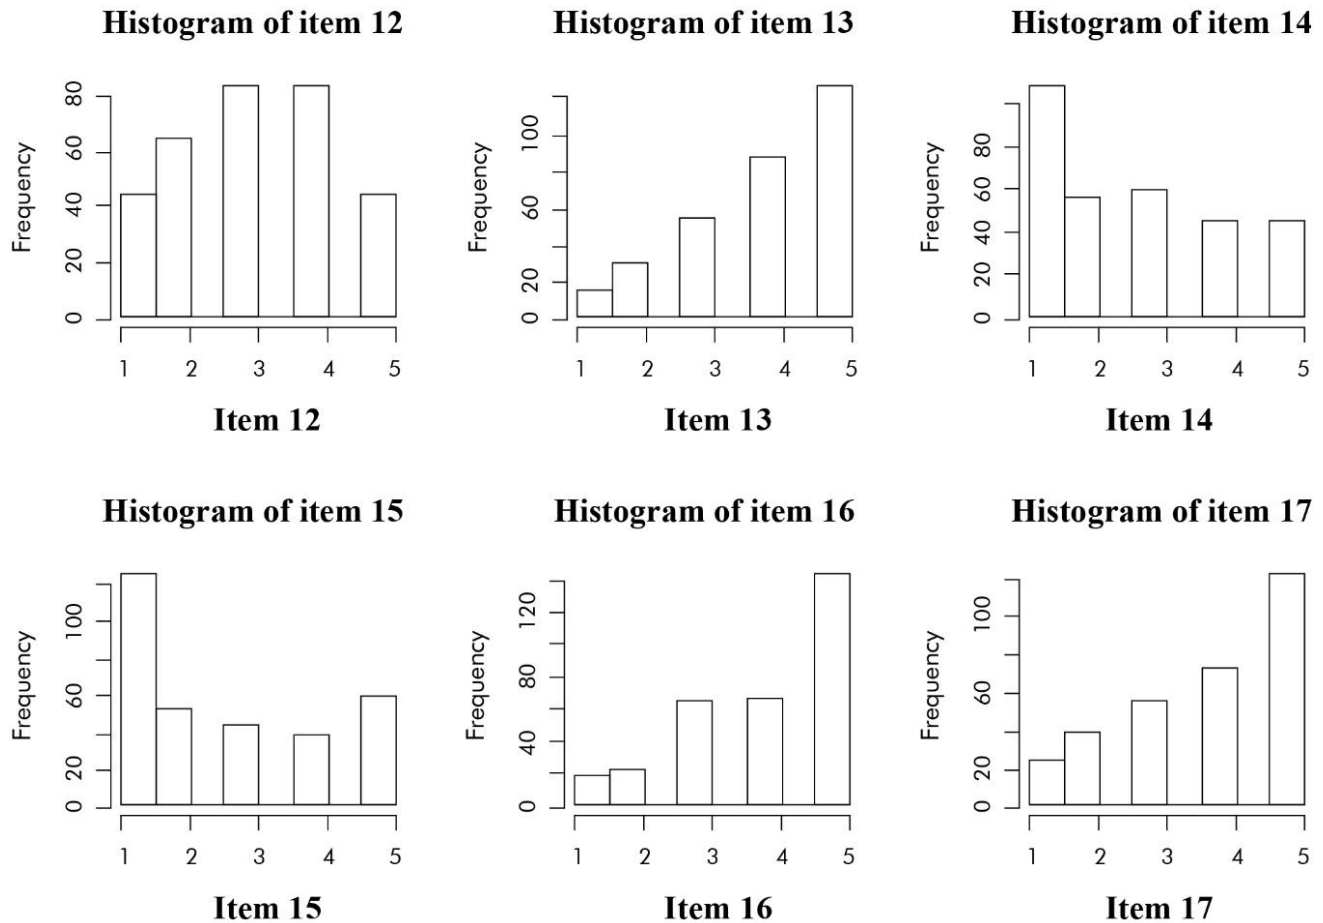 Histogram of item 12
80
60
40
20
0
Frequency
1 2 3 4 5
Item 12
Histogram of item 13
100
60
20
0
Frequency
1 2 3 4 5
Item 13
Histogram of item 14
80
60
40
20
0
Frequency
1 2 3 4 5
Item 14
Histogram of item 15
100
60
20
0
Frequency
1 2 3 4 5
Item 15
Histogram of item 16
120
80
40
0
Frequency
1 2 3 4 5
Item 16
Histogram of item 17
100
60
20
0
Frequency
1 2 3 4 5
Item 17